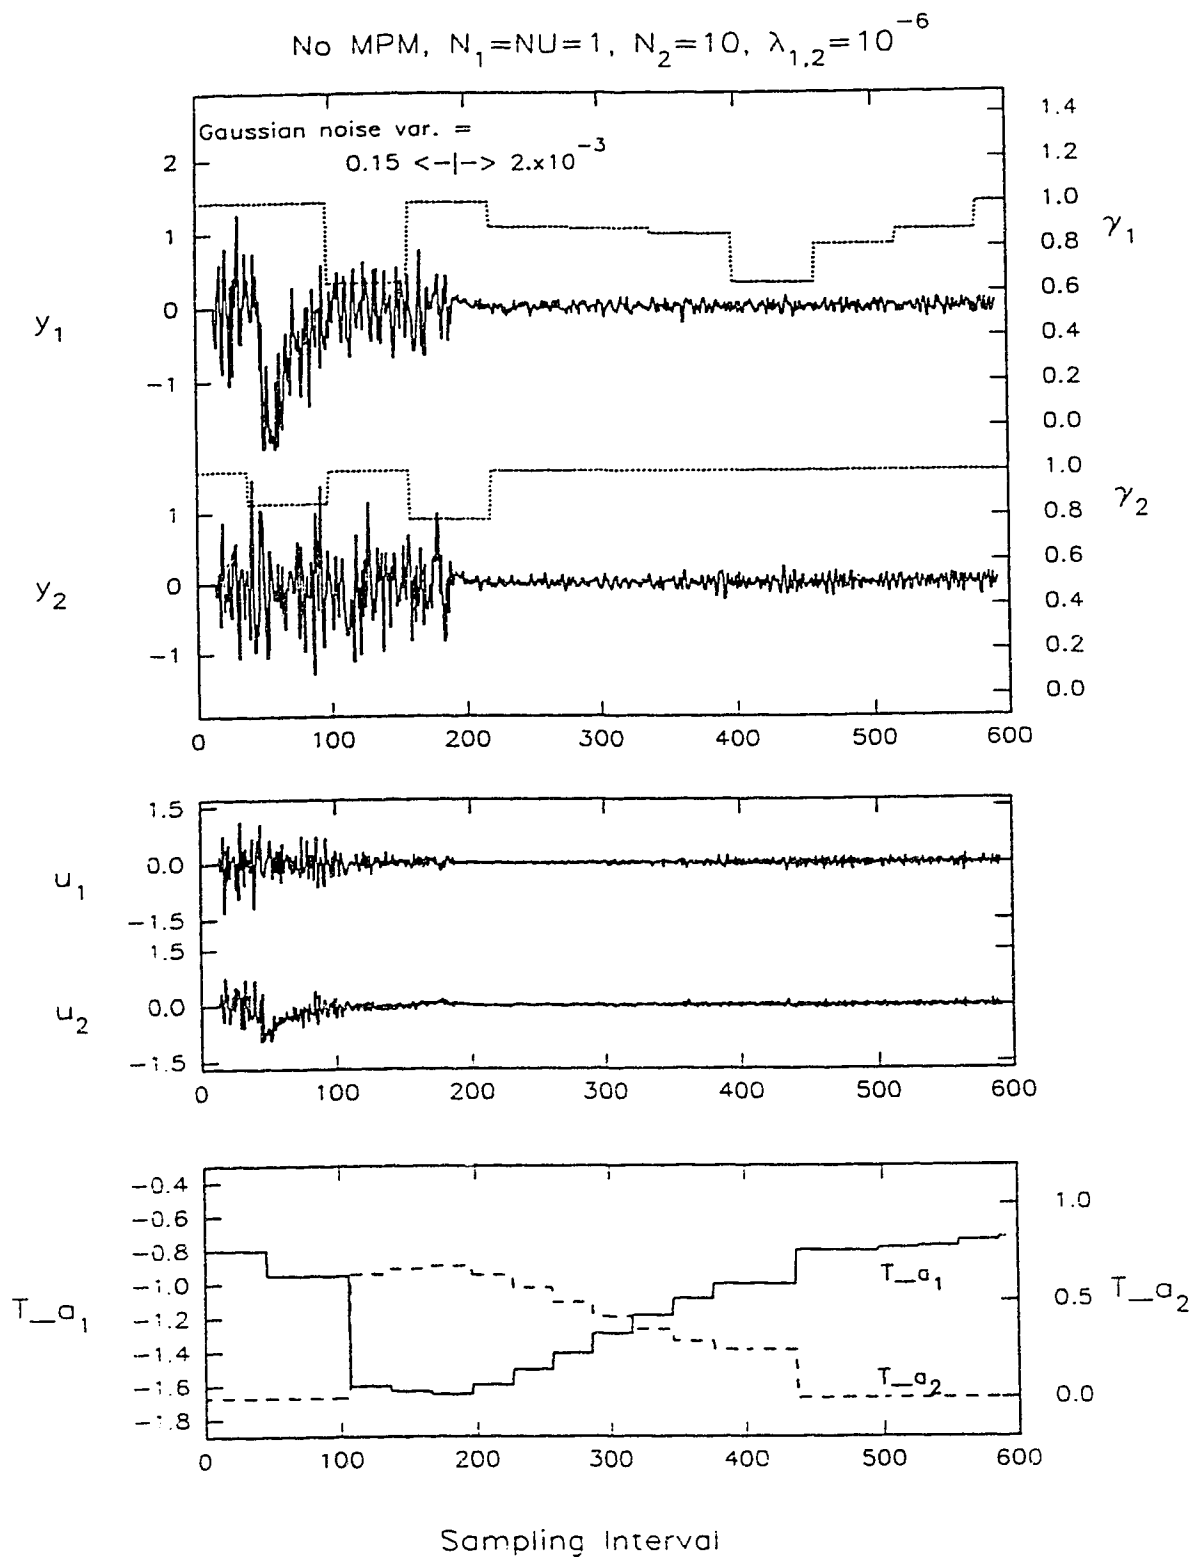 No MPM, N₁=NU=1, N₂=10, λ₁,₂=10⁻⁶
Gaussian noise var. =
0.15 <-|-> 2.x10⁻³
2
1
0
-1
y₁
1.4
1.2
1.0
0.8
0.6
0.4
0.2
0.0
γ₁
1
0
-1
y₂
1.0
0.8
0.6
0.4
0.2
0.0
γ₂
0 100 200 300 400 500 600
1.5
0.0
-1.5
u₁
1.5
0.0
-1.5
u₂
0 100 200 300 400 500 600
-0.4
-0.6
-0.8
-1.0
-1.2
-1.4
-1.6
-1.8
T_a₁
T_a₁
T_a₂
1.0
0.5
0.0
T_a₂
0 100 200 300 400 500 600
Sampling Interval